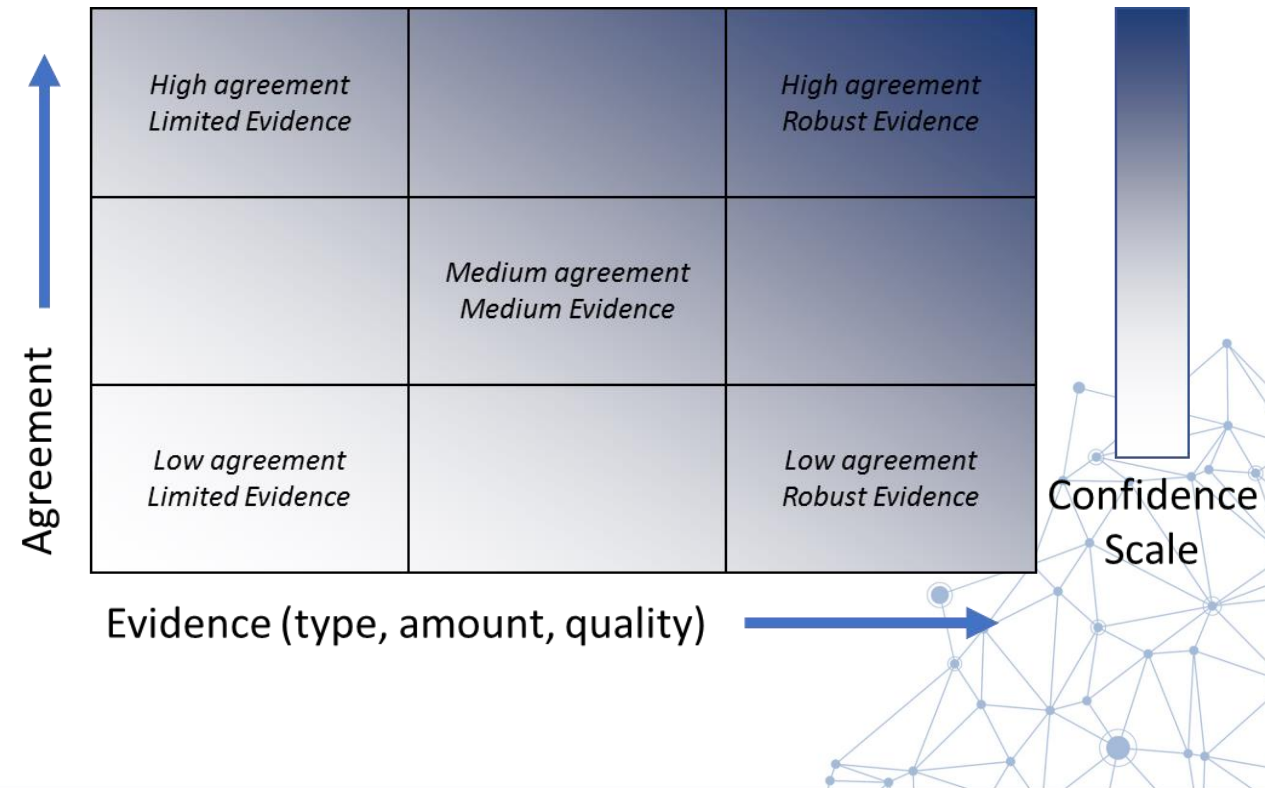 High agreement
Limited Evidence
High agreement
Robust Evidence
Medium agreement
Medium Evidence
Low agreement
Limited Evidence
Low agreement
Robust Evidence
Agreement
Evidence (type, amount, quality)
Confidence
Scale